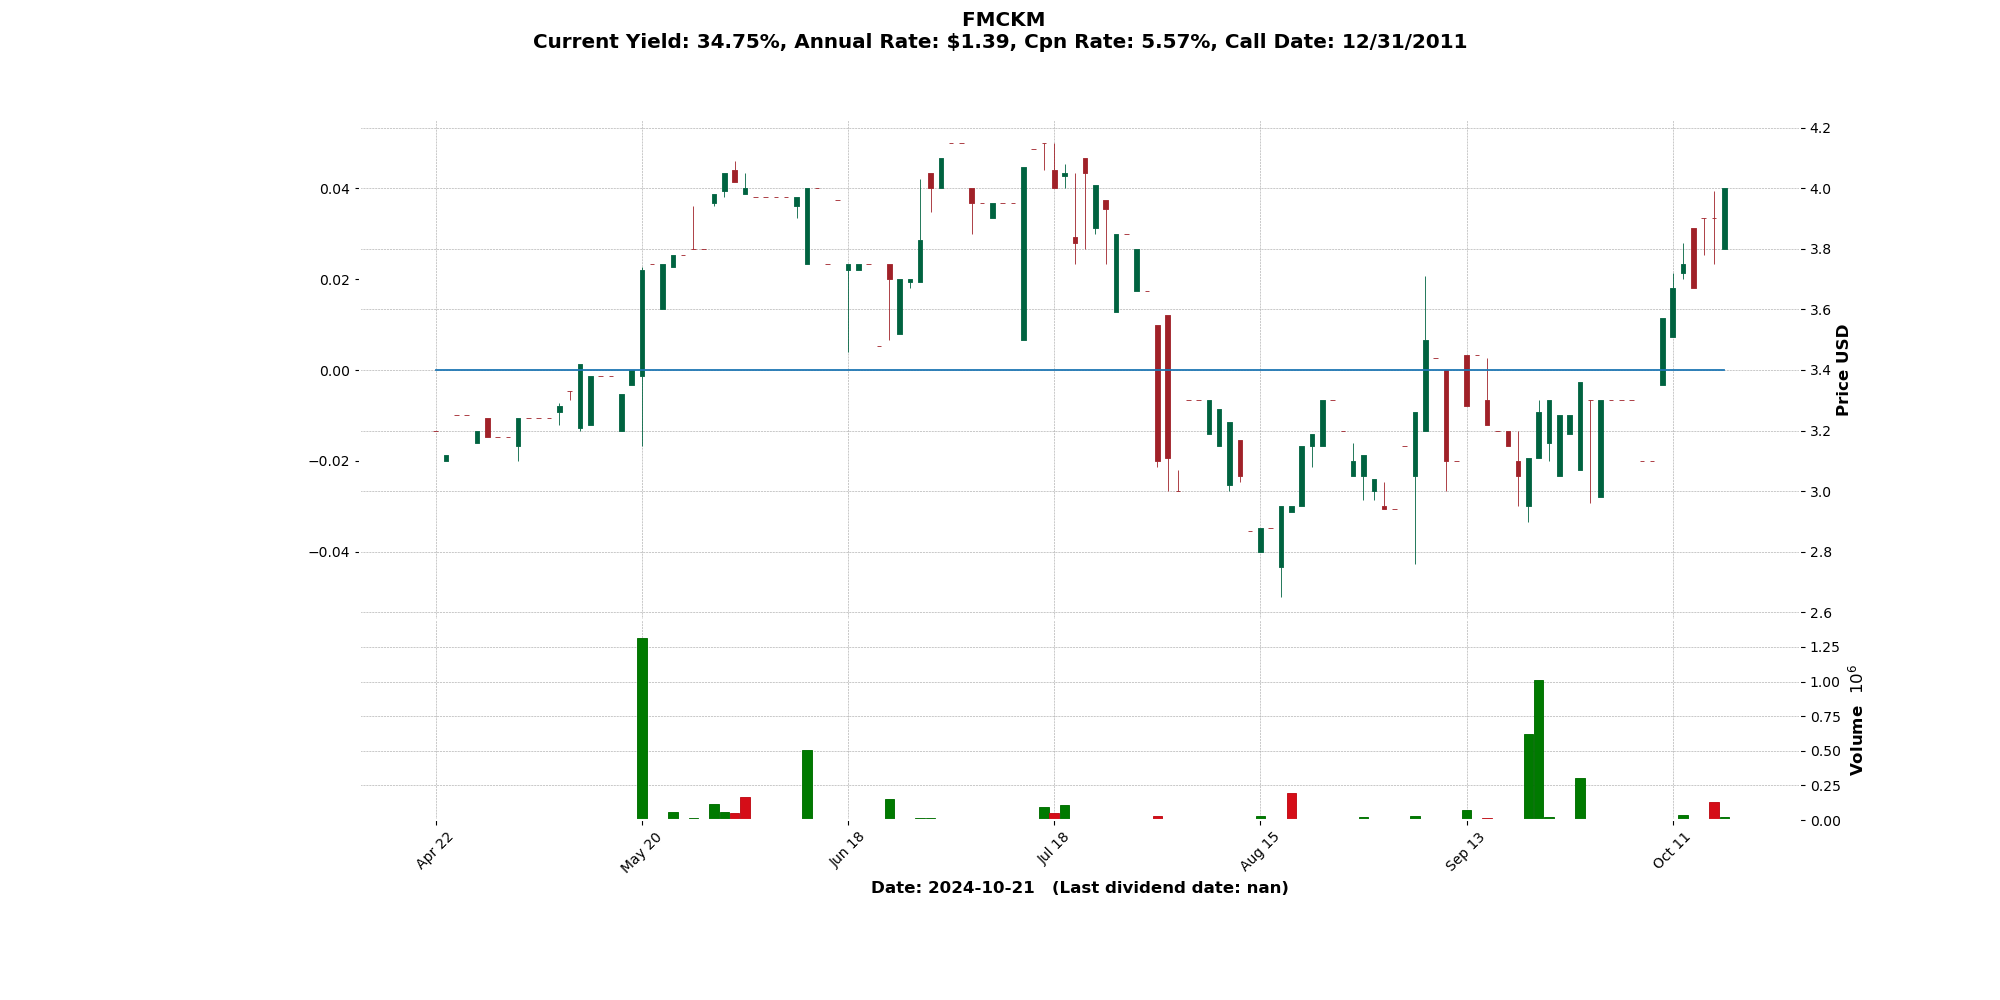 FMCKM
Current Yield: 34.75%, Annual Rate: $1.39, Cpn Rate: 5.57%, Call Date: 12/31/2011
0.04
0.02
0.00
−0.02
−0.04
4.2
4.0
3.8
3.6
3.4
3.2
3.0
2.8
2.6
Price USD
1.25
1.00
0.75
0.50
0.25
0.00
Volume 10^6
Apr 22
May 20
Jun 18
Jul 18
Aug 15
Sep 13
Oct 11
Date: 2024-10-21 (Last dividend date: nan)